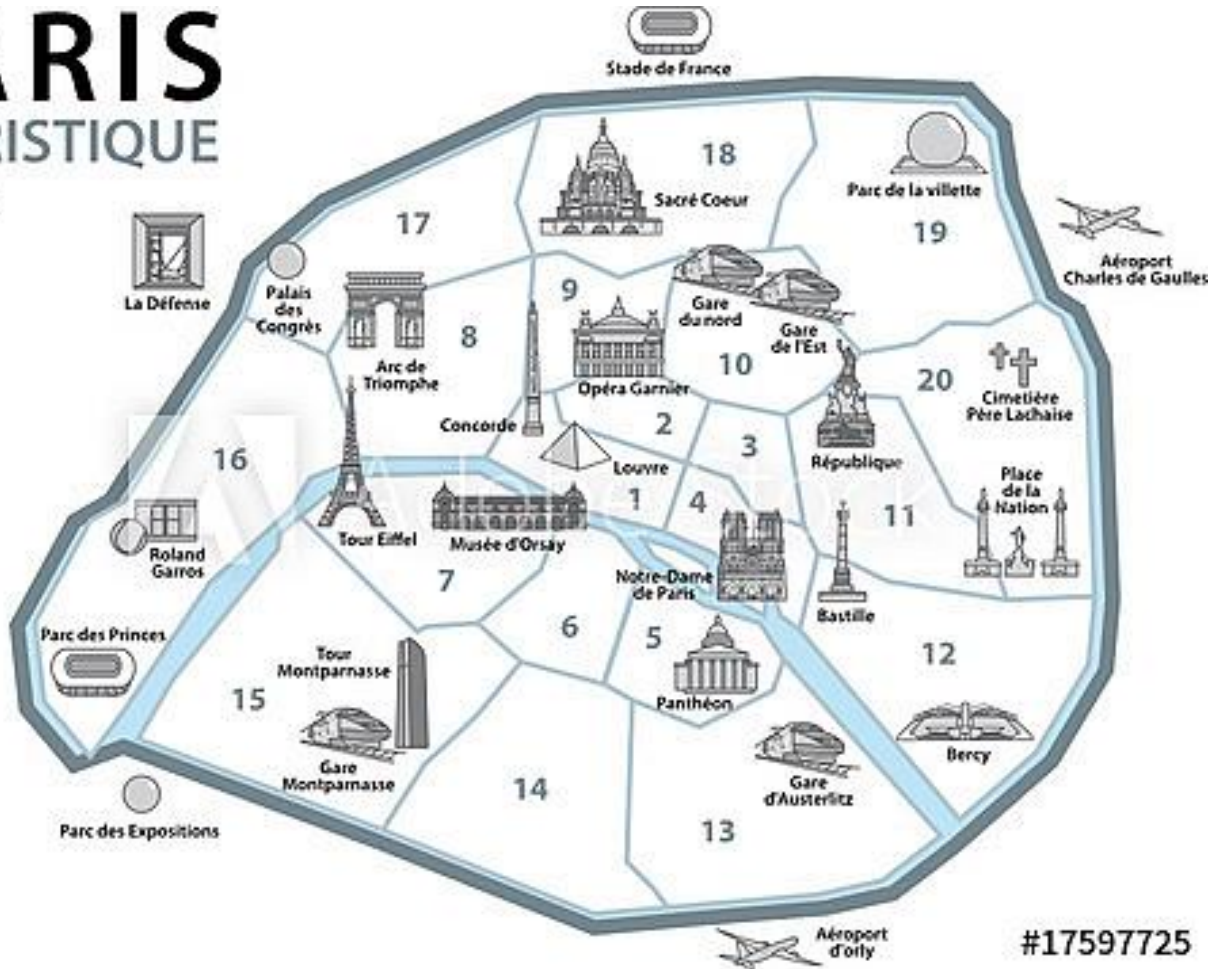 ARIS
RISTIQUE
Stade de France
18
Sacré Coeur
Parc de la villette
19
17
Aéroport
Charles de Gaulles
La Défense
Palais
des
Congrès
9
Gare
du nord
Gare
de l'Est
8
Arc de
Triomphe
Opéra Garnier
10
20
Cimetière
Père Lachaise
Concorde
2
3
République
Louvre
16
1
4
11
Place
de la
Nation
Roland
Garros
Tour Eiffel
Musée d'Orsay
7
Notre-Dame
de Paris
Bastille
Parc des Princes
6
5
12
Tour
Montparnasse
15
Panthéon
Gare
Montparnasse
Bercy
14
Gare
d'Austerlitz
13
Parc des Expositions
Aéroport
d'orly
Adobe Stock
#17597725